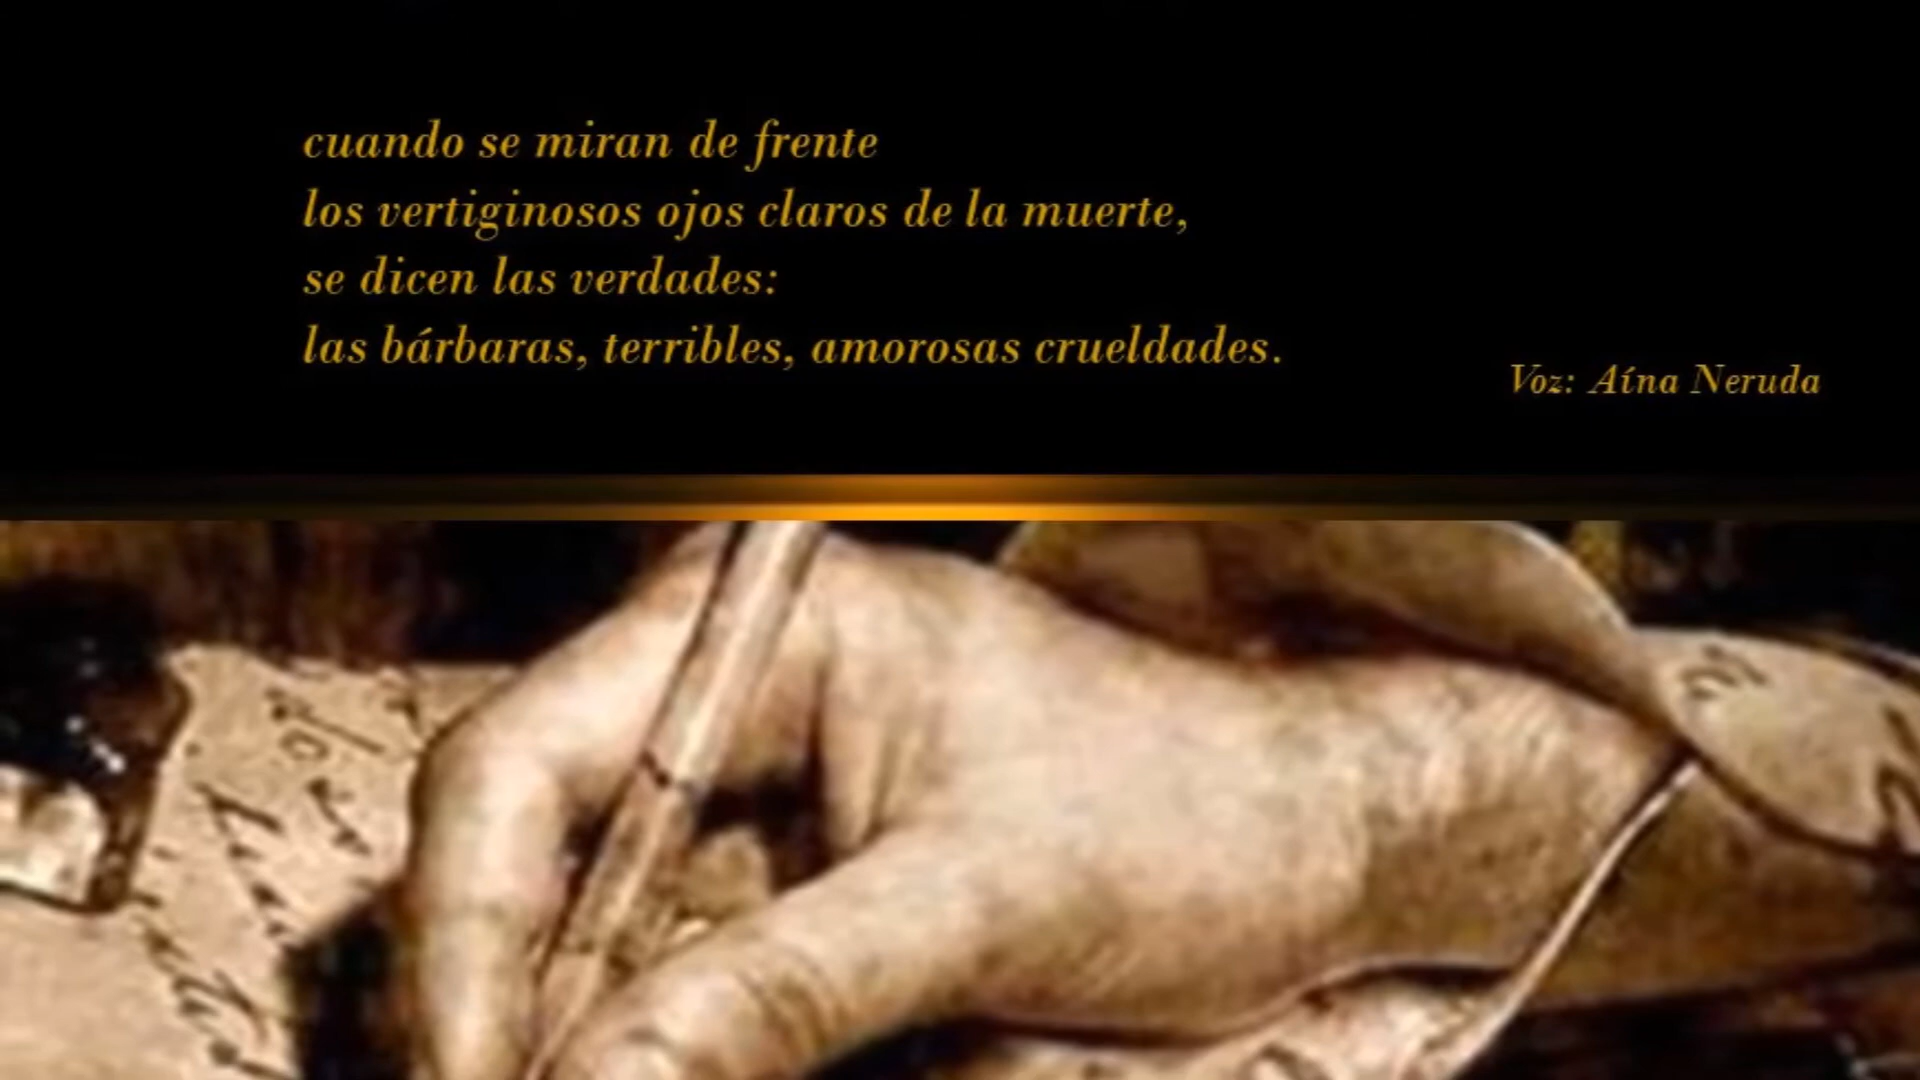 cuando se miran de frente
los vertiginosos ojos claros de la muerte,
se dicen las verdades:
las bárbaras, terribles, amorosas crueldades.
Voz: Aína Neruda